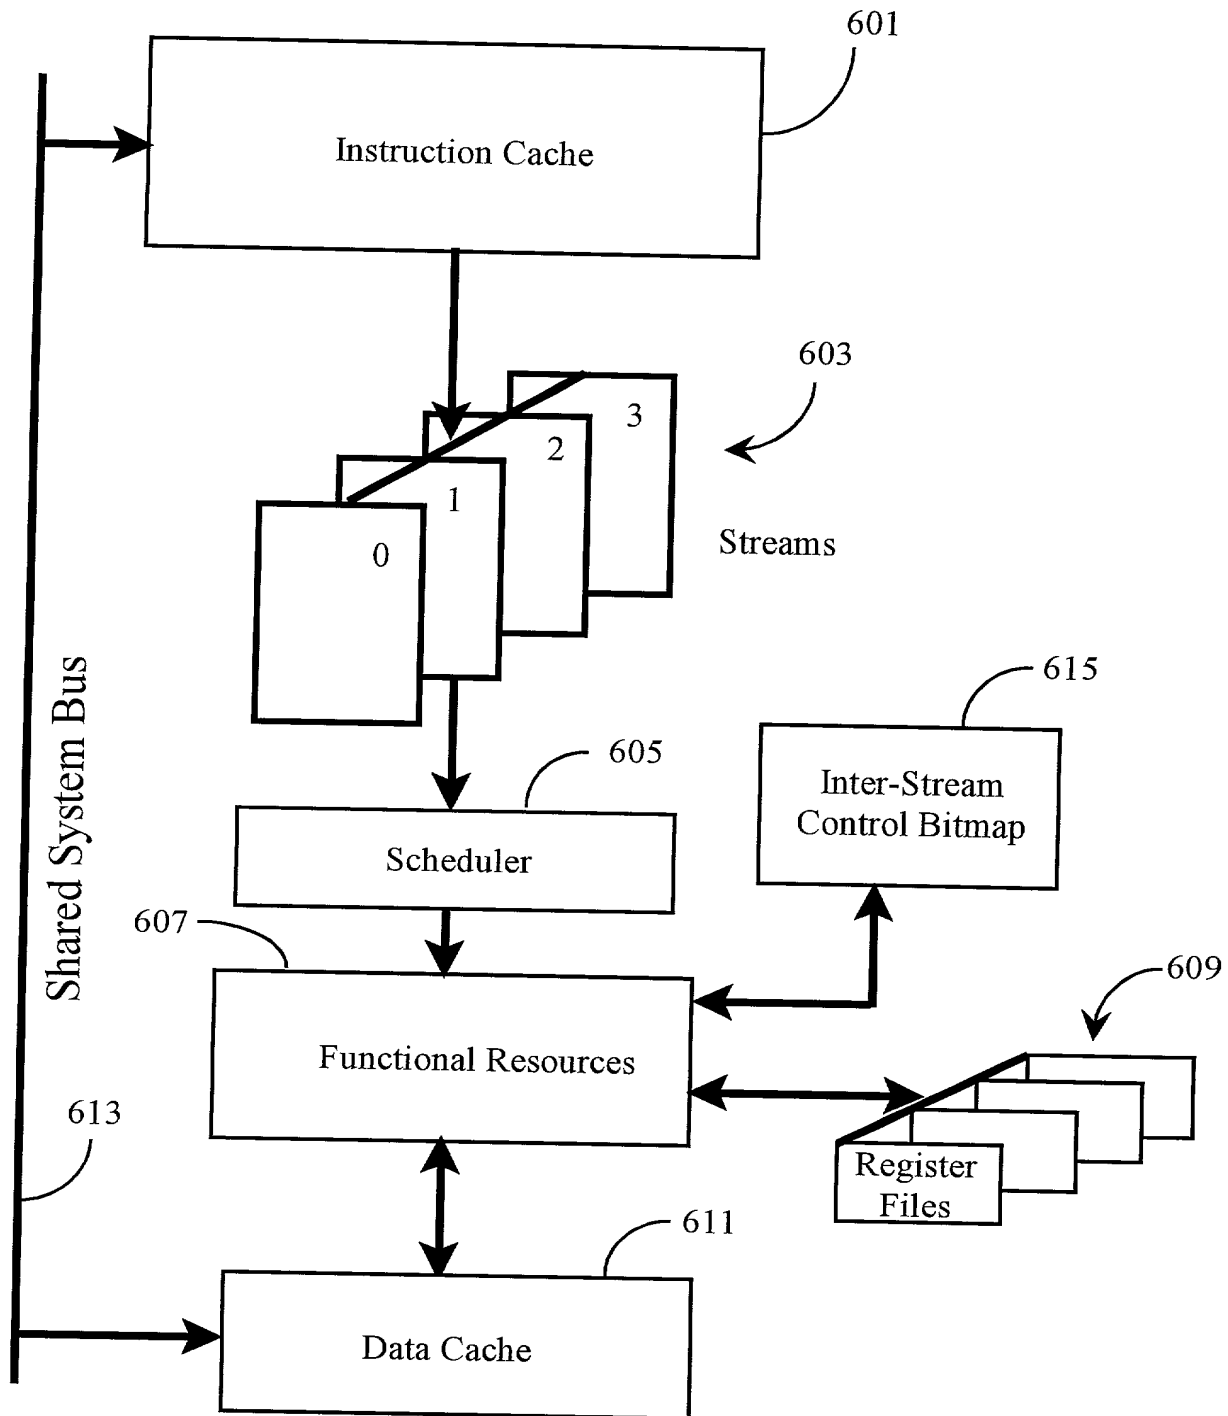 601
Instruction Cache
603
3
2
1
0
Streams
615
605
Inter-Stream
Control Bitmap
Scheduler
607
Shared System Bus
609
Functional Resources
613
Register
Files
611
Data Cache